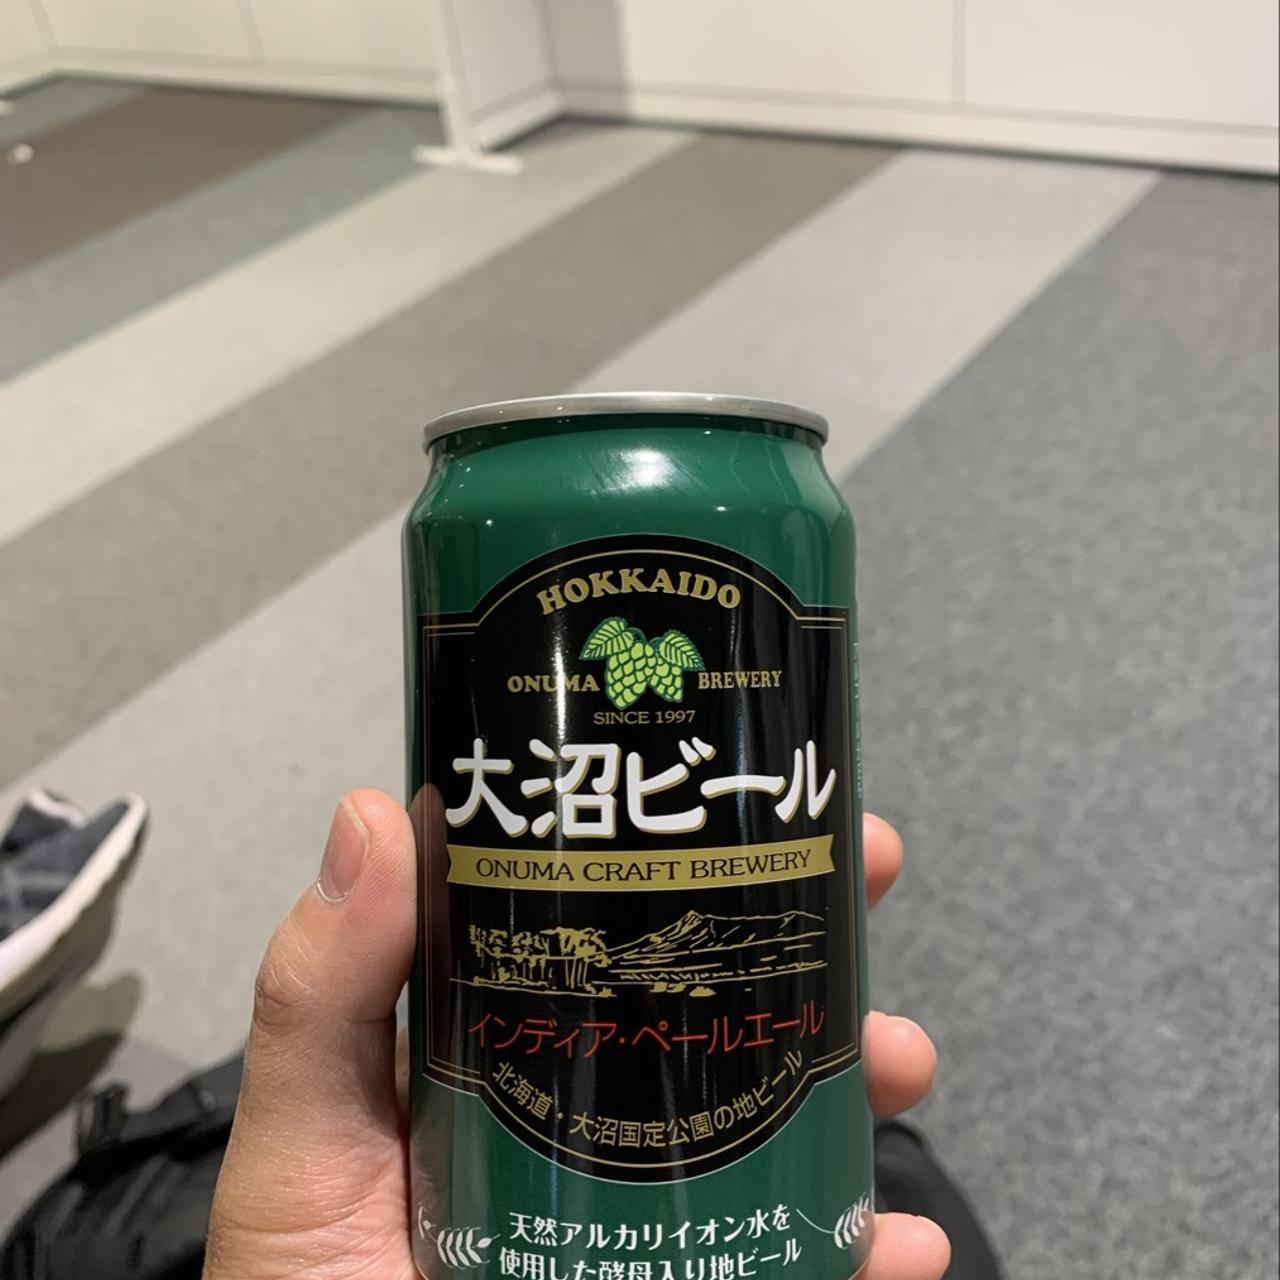 HOKKAIDO
ONUMA BREWERY
SINCE 1997
大沼ビール
ONUMA CRAFT BREWERY
インディア・ペールエール
北海道・大沼国定公園の地ビール
天然アルカリイオン水を
使用した酵母入り地ビール